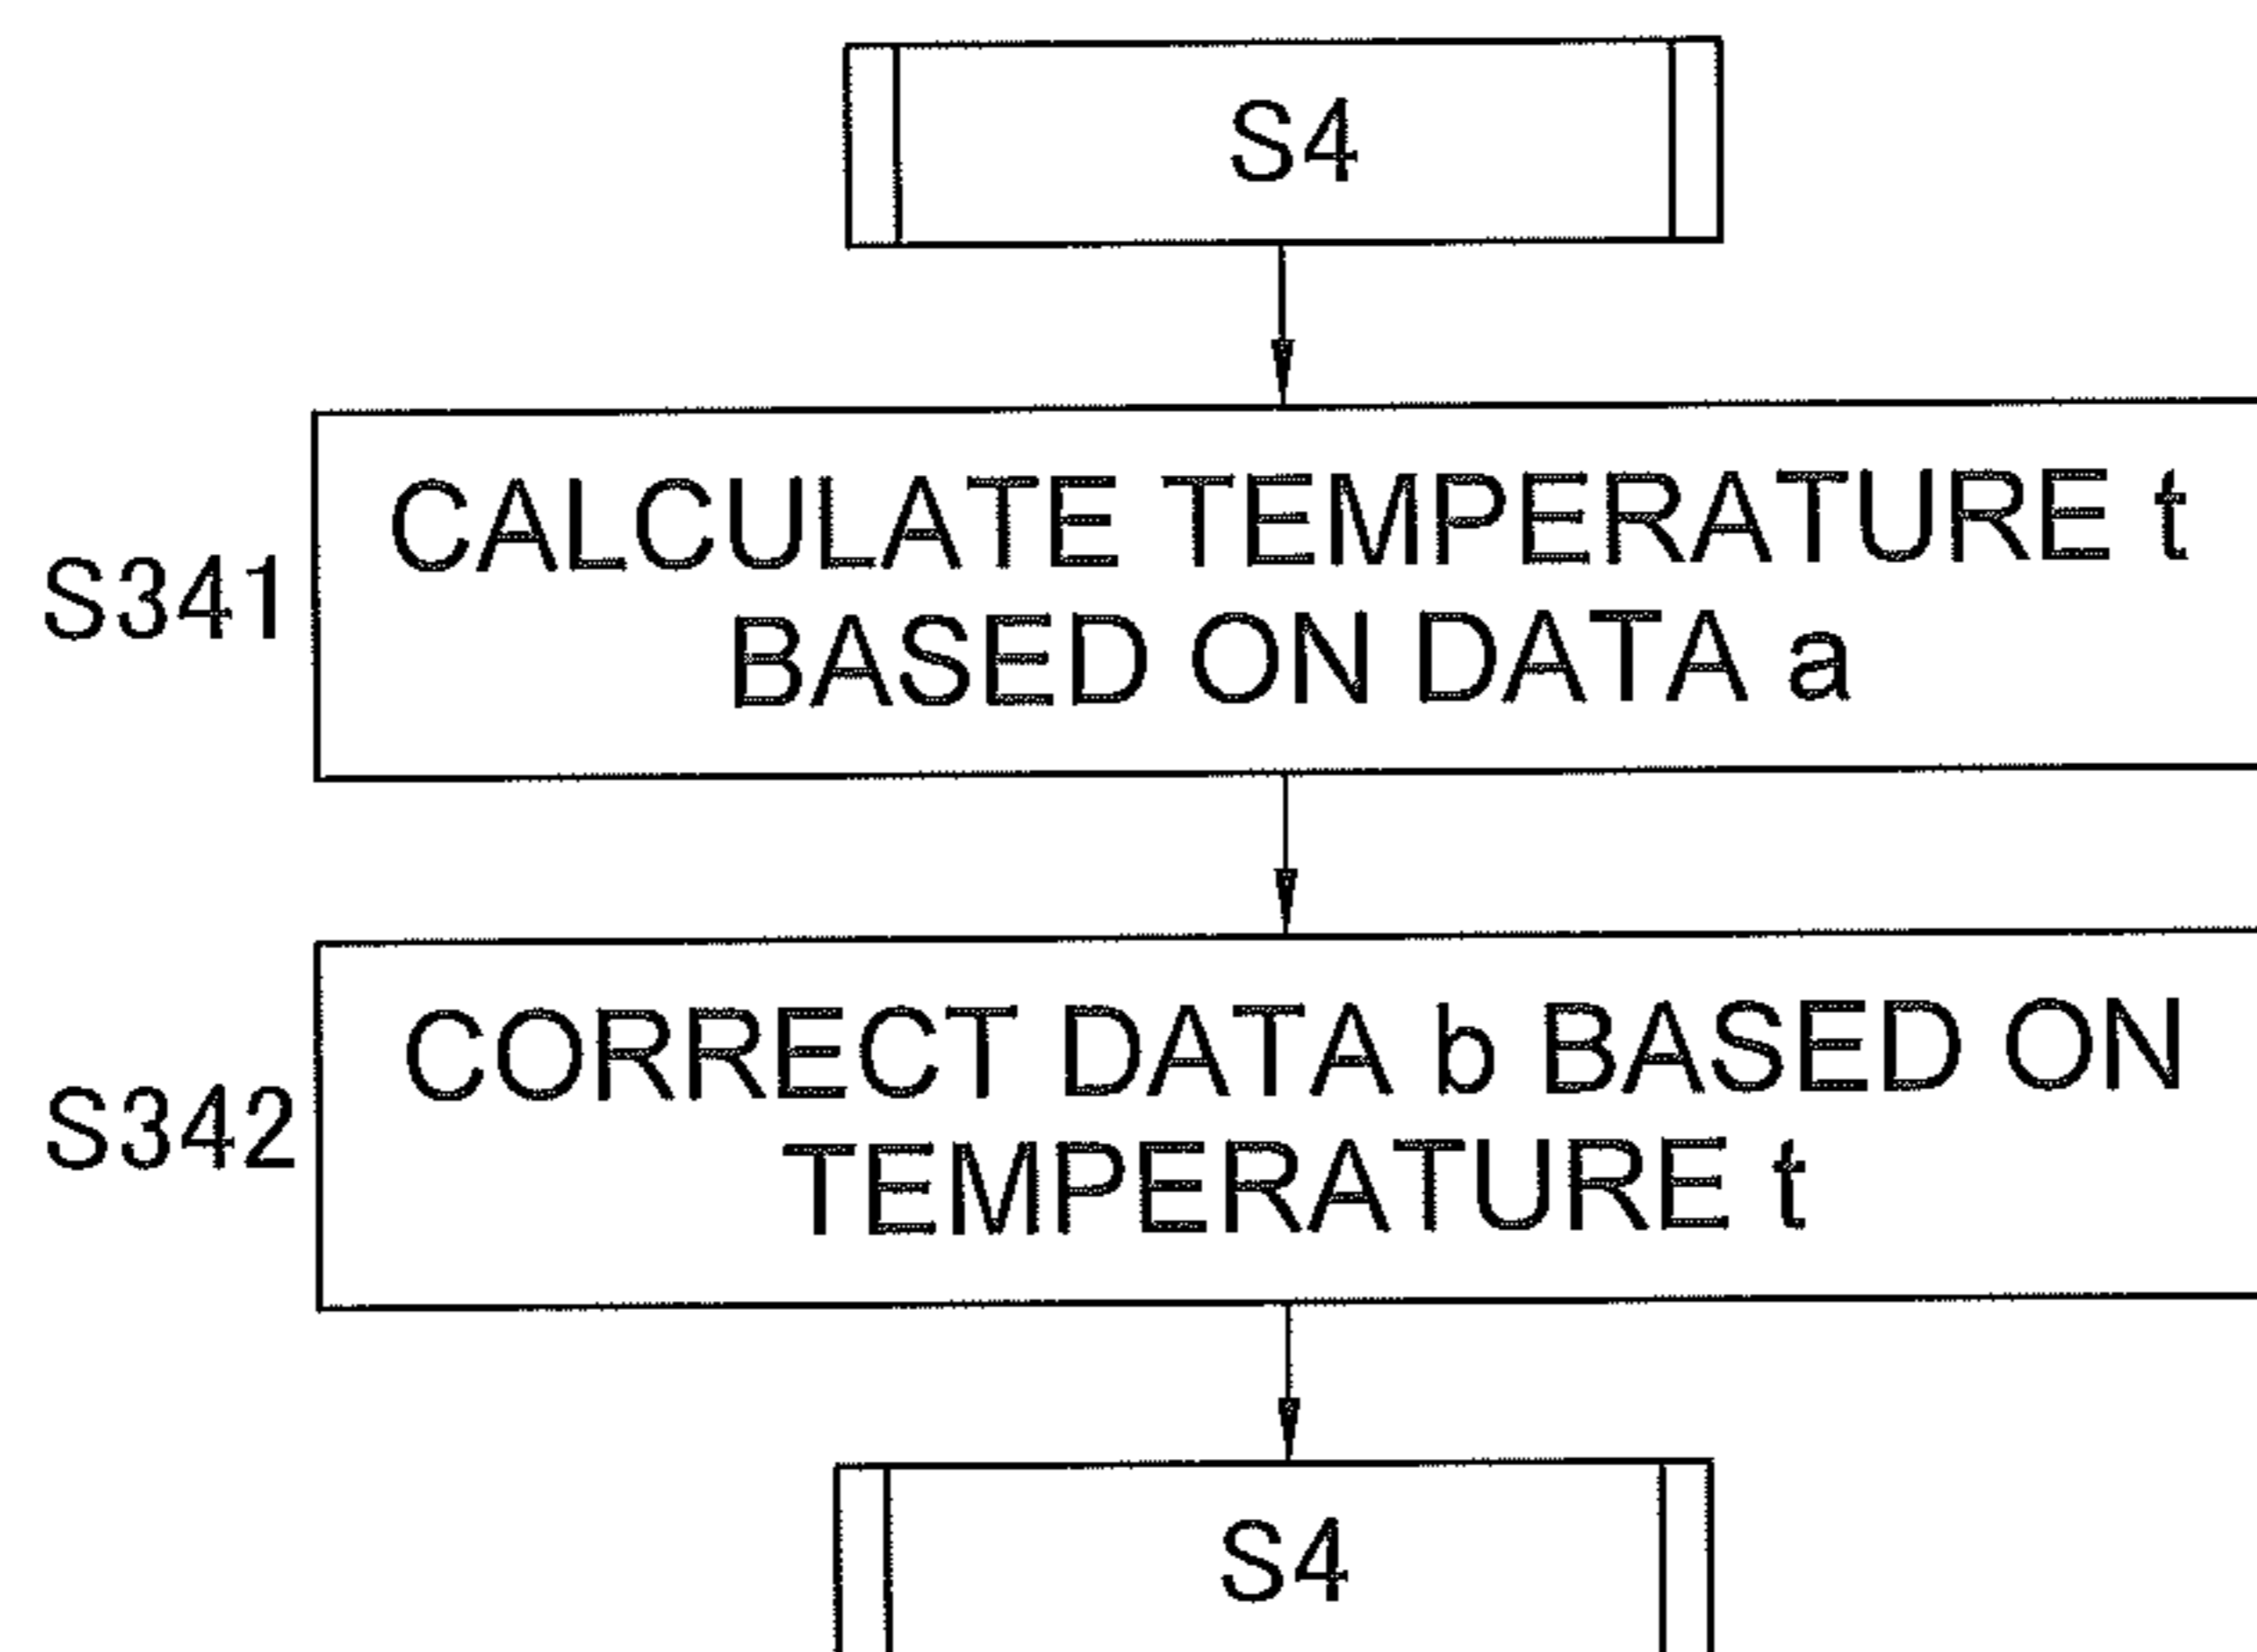 S4
S341
CALCULATE TEMPERATURE t
BASED ON DATA a
S342
CORRECT DATA b BASED ON
TEMPERATURE t
S4